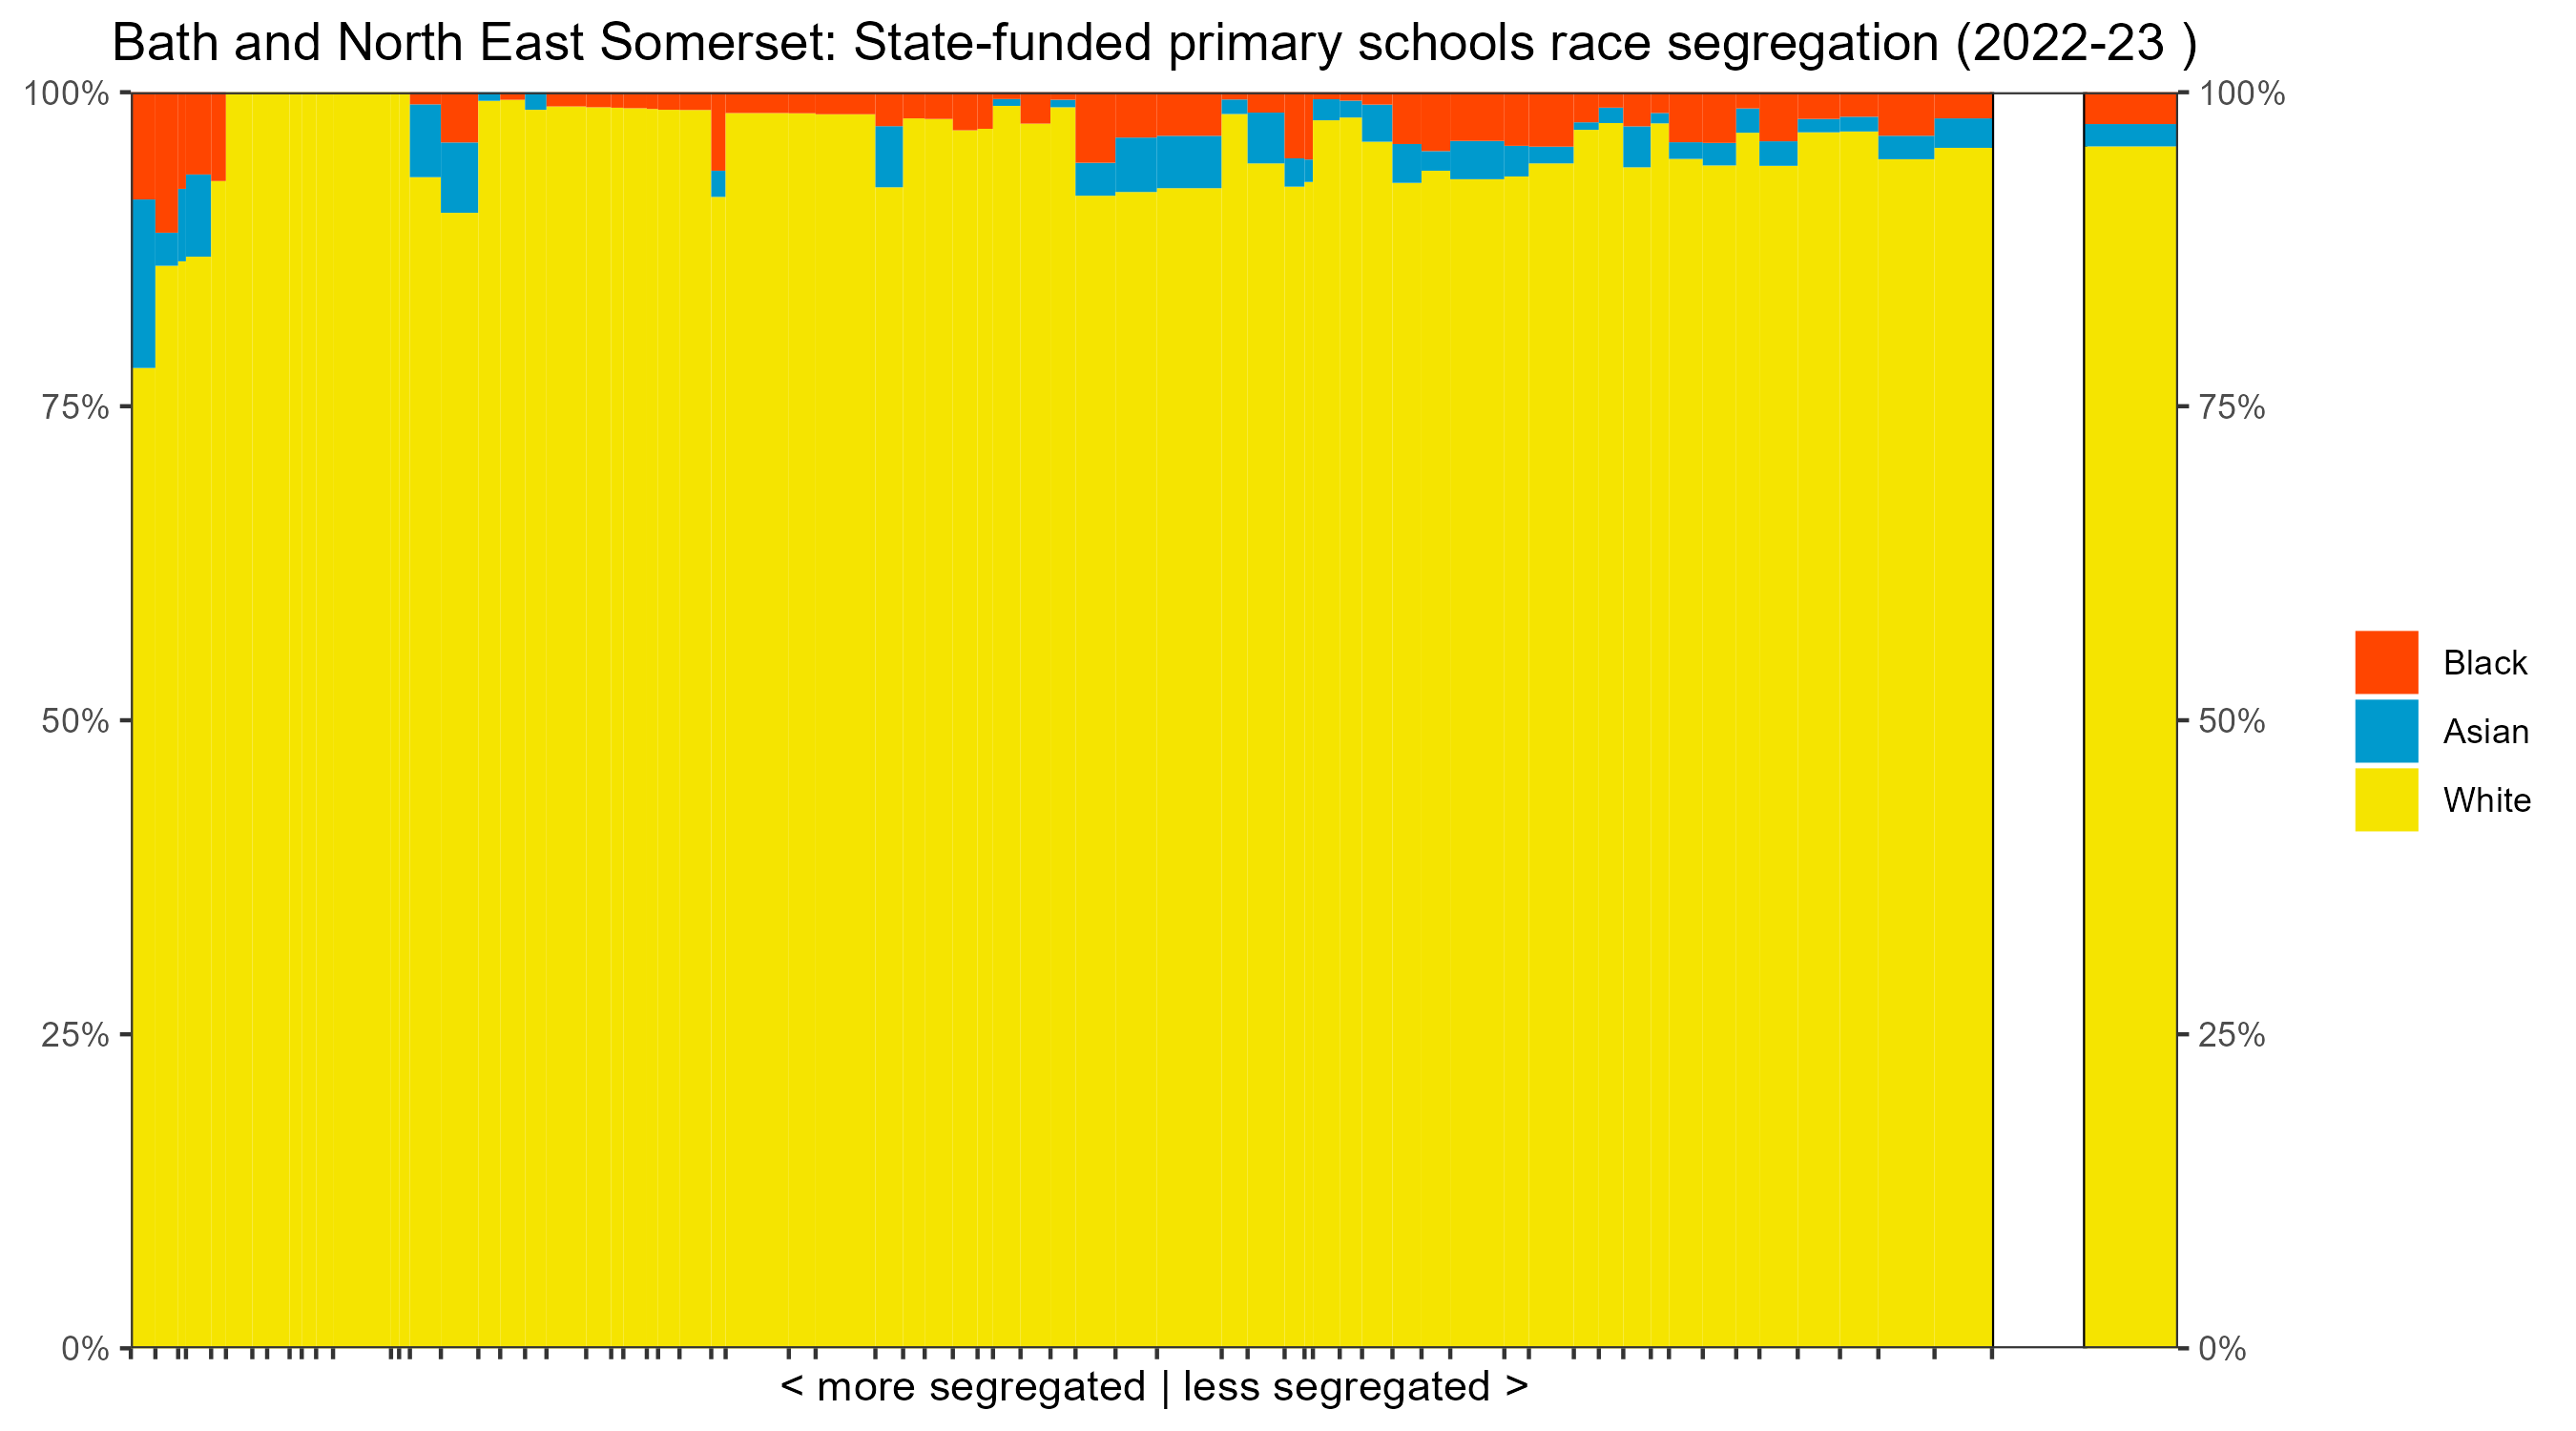 Bath and North East Somerset: State-funded primary schools race segregation (2022-23 )
100%
100%
75%
75%
50%
50%
25%
25%
0%
0%
Black
Asian
White
< more segregated | less segregated >